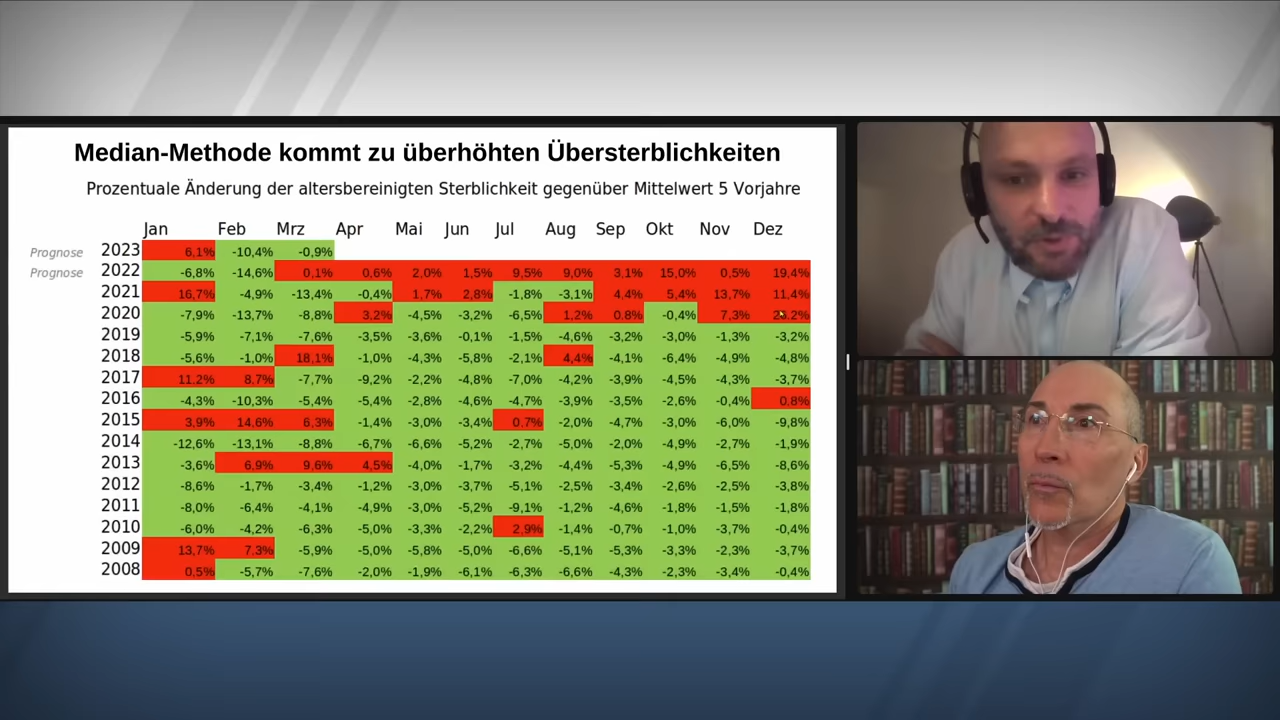 Median-Methode kommt zu überhöhten Übersterblichkeiten
Prozentuale Änderung der altersbereinigten Sterblichkeit gegenüber Mittelwert 5 Vorjahre
Jan Feb Mrz Apr Mai Jun Jul Aug Sep Okt Nov Dez
Prognose 2023 6,1% -10,4% -0,9%
Prognose 2022 -6,8% -14,6% 0,1% 0,6% 2,0% 1,5% 9,5% 9,0% 3,1% 15,0% 0,5% 19,4%
2021 16,7% -4,9% -13,4% -0,4% 1,7% 2,8% -1,8% -3,1% 4,4% 5,4% 13,7% 11,4%
2020 -7,9% -13,7% -8,8% 3,2% -4,5% -3,2% -6,5% 1,2% 0,8% -0,4% 7,3%
2019 -5,9% -7,1% -7,6% -3,5% -3,6% -0,1% -1,5% -4,6% -3,2% -3,0% -1,3% -3,2%
2018 -5,6% -1,0% 18,1% -1,0% -4,3% -5,8% -2,1% 4,4% -4,1% -6,4% -4,9% -4,8%
2017 11,2% 8,7% -7,7% -9,2% -2,2% -4,8% -7,0% -4,2% -3,9% -4,5% -4,3% -3,7%
2016 -4,3% -10,3% -5,4% -5,4% -2,8% -4,6% -4,7% -3,9% -3,5% -2,6% -0,4% 0,8%
2015 3,9% 14,6% 6,3% -1,4% -3,0% -3,4% 0,7% -2,0% -4,7% -3,0% -6,0% -9,8%
2014 -12,6% -13,1% -8,8% -6,7% -6,6% -5,2% -2,7% -5,0% -2,0% -4,9% -2,7% -1,9%
2013 -3,6% 6,9% 9,6% 4,5% -4,0% -1,7% -3,2% -4,4% -5,3% -4,9% -6,5% -8,6%
2012 -8,6% -1,7% -3,4% -1,2% -3,0% -3,7% -5,1% -2,5% -3,4% -2,6% -2,5% -3,8%
2011 -8,0% -6,4% -4,1% -4,9% -3,0% -5,2% -9,1% -1,2% -4,6% -1,8% -1,5% -1,8%
2010 -6,0% -4,2% -6,3% -5,0% -3,3% -2,2% 2,9% -1,4% -0,7% -1,0% -3,7% -0,4%
2009 13,7% 7,3% -5,9% -5,0% -5,8% -5,0% -6,6% -5,1% -5,3% -3,3% -2,3% -3,7%
2008 0,5% -5,7% -7,6% -2,0% -1,9% -6,1% -6,3% -6,6% -4,3% -2,3% -3,4% -0,4%